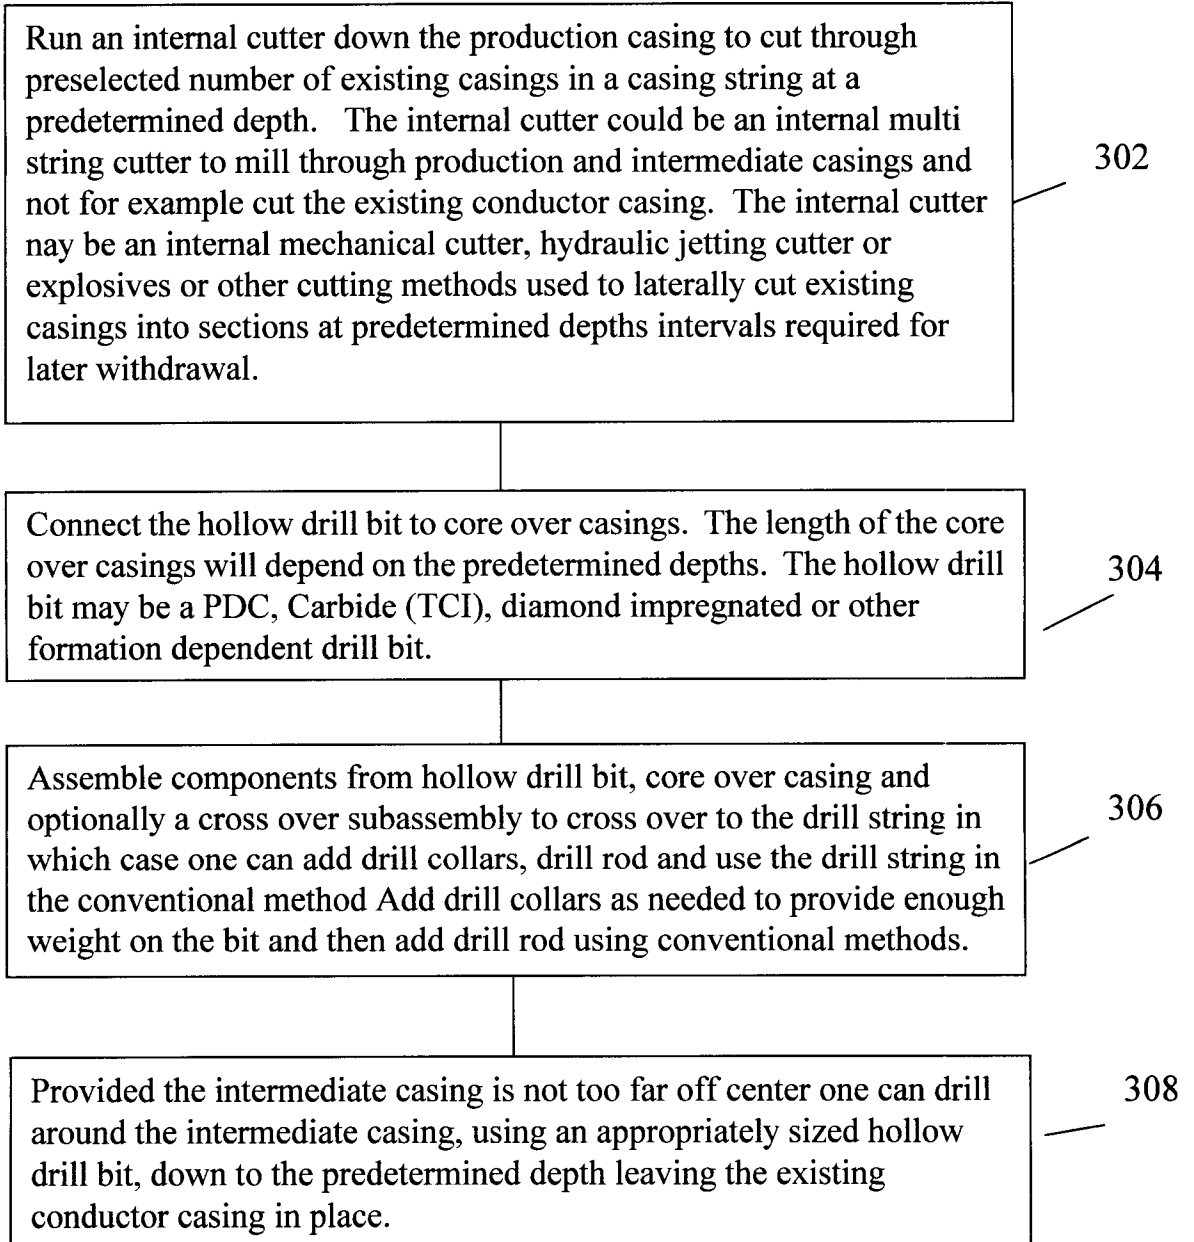 Run an internal cutter down the production casing to cut through
preselected number of existing casings in a casing string at a
predetermined depth.   The internal cutter could be an internal multi
string cutter to mill through production and intermediate casings and
not for example cut the existing conductor casing.  The internal cutter
nay be an internal mechanical cutter, hydraulic jetting cutter or
explosives or other cutting methods used to laterally cut existing
casings into sections at predetermined depths intervals required for
later withdrawal.
302
Connect the hollow drill bit to core over casings.  The length of the core
over casings will depend on the predetermined depths.  The hollow drill
bit may be a PDC, Carbide (TCI), diamond impregnated or other
formation dependent drill bit.
304
Assemble components from hollow drill bit, core over casing and
optionally a cross over subassembly to cross over to the drill string in
which case one can add drill collars, drill rod and use the drill string in
the conventional method Add drill collars as needed to provide enough
weight on the bit and then add drill rod using conventional methods.
306
Provided the intermediate casing is not too far off center one can drill
around the intermediate casing, using an appropriately sized hollow
drill bit, down to the predetermined depth leaving the existing
conductor casing in place.
308